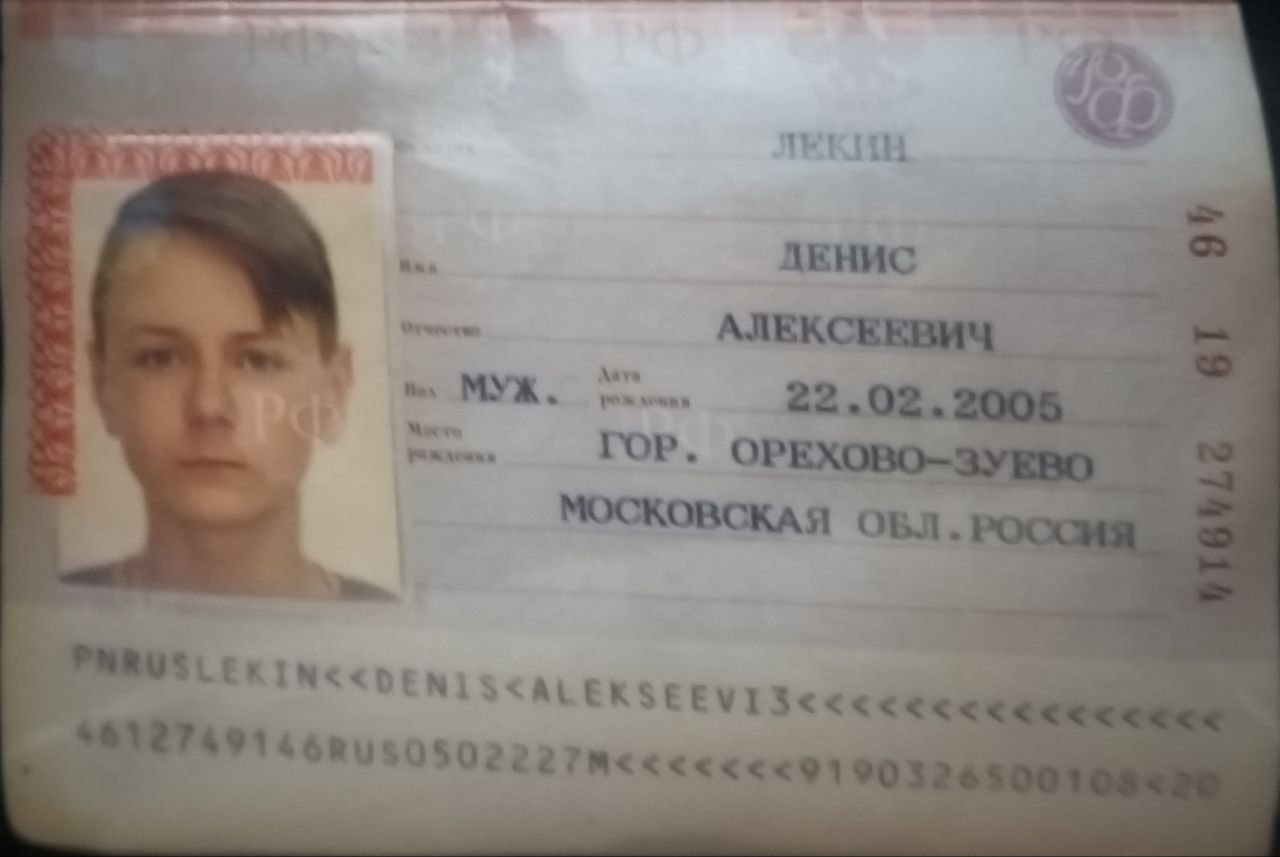 РФ
ЛЕКИН
Имя ДЕНИС
Отчество АЛЕКСЕЕВИЧ
Пол МУЖ. Дата рождения 22.02.2005
Место рождения ГОР. ОРЕХОВО-ЗУЕВО
МОСКОВСКАЯ ОБЛ.РОССИЯ
46 19 274914
PNRUSLEKIN<<DENIS<ALEKSEEVI3<<<<<<<<<<<<<<<<
4612749146RUS0502227M<<<<<<<9190326500108<20